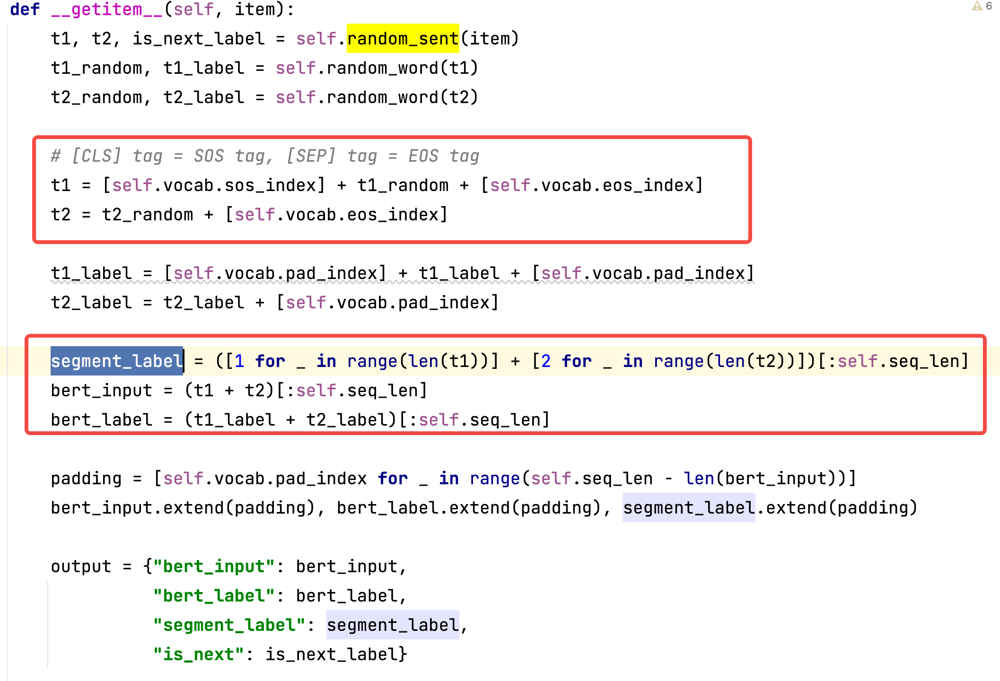 def __getitem__(self, item):
6
t1, t2, is_next_label = self.random_sent(item)
t1_random, t1_label = self.random_word(t1)
t2_random, t2_label = self.random_word(t2)
# [CLS] tag = SOS tag, [SEP] tag = EOS tag
t1 = [self.vocab.sos_index] + t1_random + [self.vocab.eos_index]
t2 = t2_random + [self.vocab.eos_index]
t1_label = [self.vocab.pad_index] + t1_label + [self.vocab.pad_index]
t2_label = t2_label + [self.vocab.pad_index]
segment_label = ([1 for _ in range(len(t1))] + [2 for _ in range(len(t2))])[:self.seq_len]
bert_input = (t1 + t2)[:self.seq_len]
bert_label = (t1_label + t2_label)[:self.seq_len]
padding = [self.vocab.pad_index for _ in range(self.seq_len - len(bert_input))]
bert_input.extend(padding), bert_label.extend(padding), segment_label.extend(padding)
output = {"bert_input": bert_input,
"bert_label": bert_label,
"segment_label": segment_label,
"is_next": is_next_label}